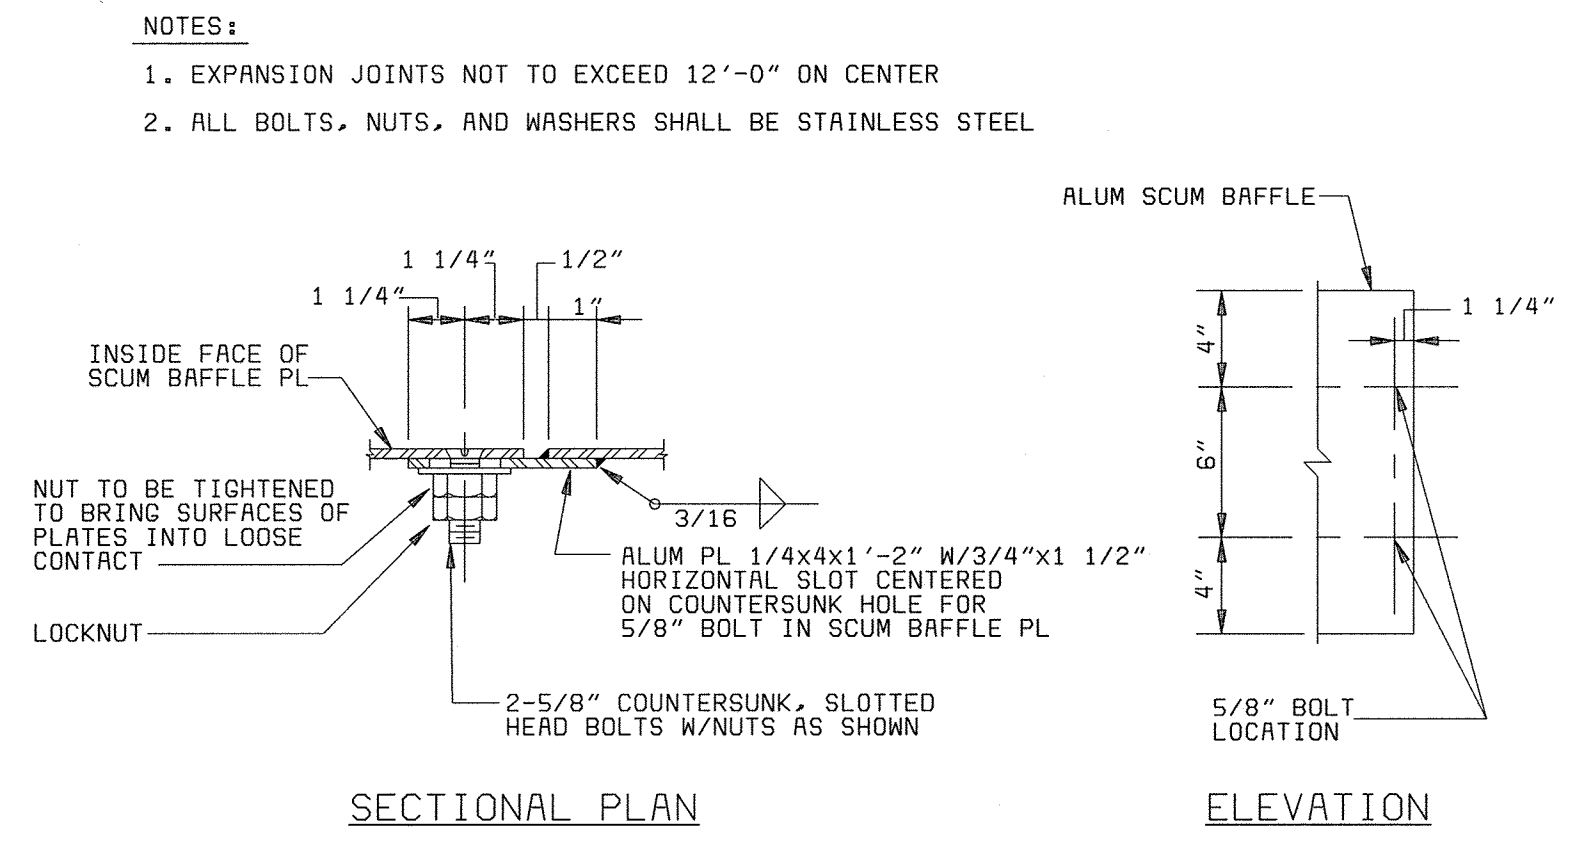 NOTES:
1. EXPANSION JOINTS NOT TO EXCEED 12'-0" ON CENTER
2. ALL BOLTS, NUTS, AND WASHERS SHALL BE STAINLESS STEEL
ALUM SCUM BAFFLE
1 1/4"
1/2"
1 1/4"
1"
INSIDE FACE OF
SCUM BAFFLE PL
NUT TO BE TIGHTENED
TO BRING SURFACES OF
PLATES INTO LOOSE
CONTACT
LOCKNUT
3/16
ALUM PL 1/4x4x1'-2" W/3/4"x1 1/2"
HORIZONTAL SLOT CENTERED
ON COUNTERSUNK HOLE FOR
5/8" BOLT IN SCUM BAFFLE PL
2-5/8" COUNTERSUNK, SLOTTED
HEAD BOLTS W/NUTS AS SHOWN
SECTIONAL PLAN
1 1/4"
4"
6"
4"
5/8" BOLT
LOCATION
ELEVATION